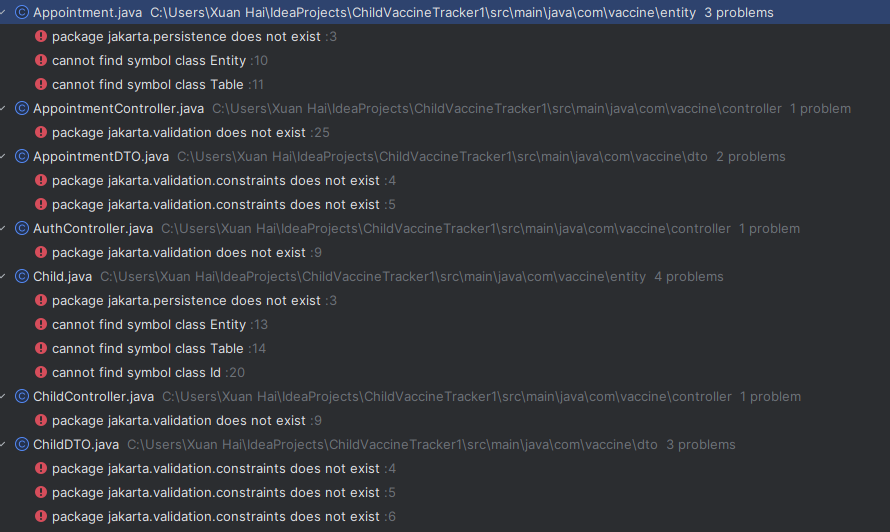 Appointment.java C:\Users\Xuan Hai\IdeaProjects\ChildVaccineTracker1\src\main\java\com\vaccine\entity 3 problems
package jakarta.persistence does not exist :3
cannot find symbol class Entity :10
cannot find symbol class Table :11
AppointmentController.java C:\Users\Xuan Hai\IdeaProjects\ChildVaccineTracker1\src\main\java\com\vaccine\controller 1 problem
package jakarta.validation does not exist :25
AppointmentDTO.java C:\Users\Xuan Hai\IdeaProjects\ChildVaccineTracker1\src\main\java\com\vaccine\dto 2 problems
package jakarta.validation.constraints does not exist :4
package jakarta.validation.constraints does not exist :5
AuthController.java C:\Users\Xuan Hai\IdeaProjects\ChildVaccineTracker1\src\main\java\com\vaccine\controller 1 problem
package jakarta.validation does not exist :9
Child.java C:\Users\Xuan Hai\IdeaProjects\ChildVaccineTracker1\src\main\java\com\vaccine\entity 4 problems
package jakarta.persistence does not exist :3
cannot find symbol class Entity :13
cannot find symbol class Table :14
cannot find symbol class Id :20
ChildController.java C:\Users\Xuan Hai\IdeaProjects\ChildVaccineTracker1\src\main\java\com\vaccine\controller 1 problem
package jakarta.validation does not exist :9
ChildDTO.java C:\Users\Xuan Hai\IdeaProjects\ChildVaccineTracker1\src\main\java\com\vaccine\dto 3 problems
package jakarta.validation.constraints does not exist :4
package jakarta.validation.constraints does not exist :5
package jakarta.validation.constraints does not exist :6